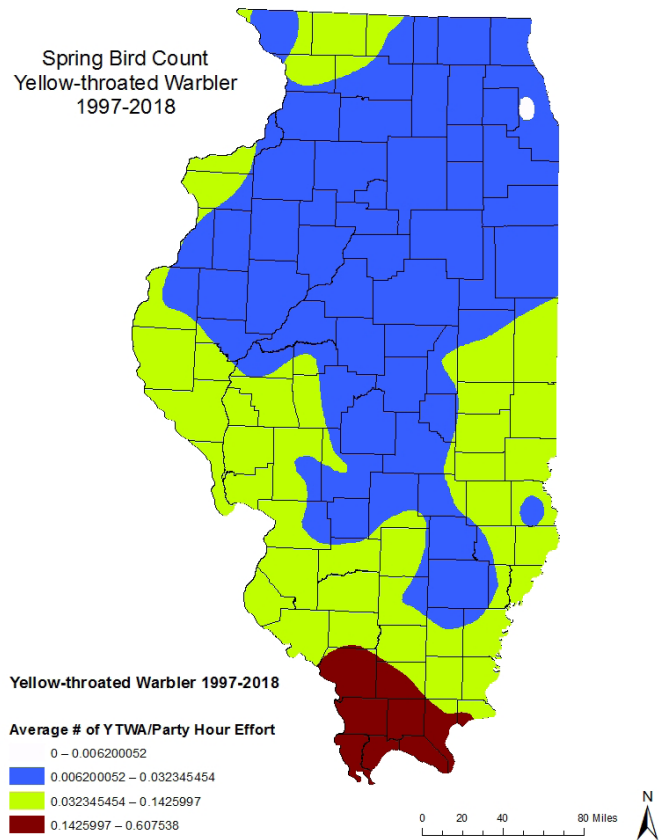 Spring Bird Count
Yellow-throated Warbler
1997-2018
Yellow-throated Warbler 1997-2018
Average # of YTWA/Party Hour Effort
0 – 0.006200052
0.006200052 – 0.032345454
0.032345454 – 0.1425997
0.1425997 – 0.607538
0 20 40 80 Miles
N